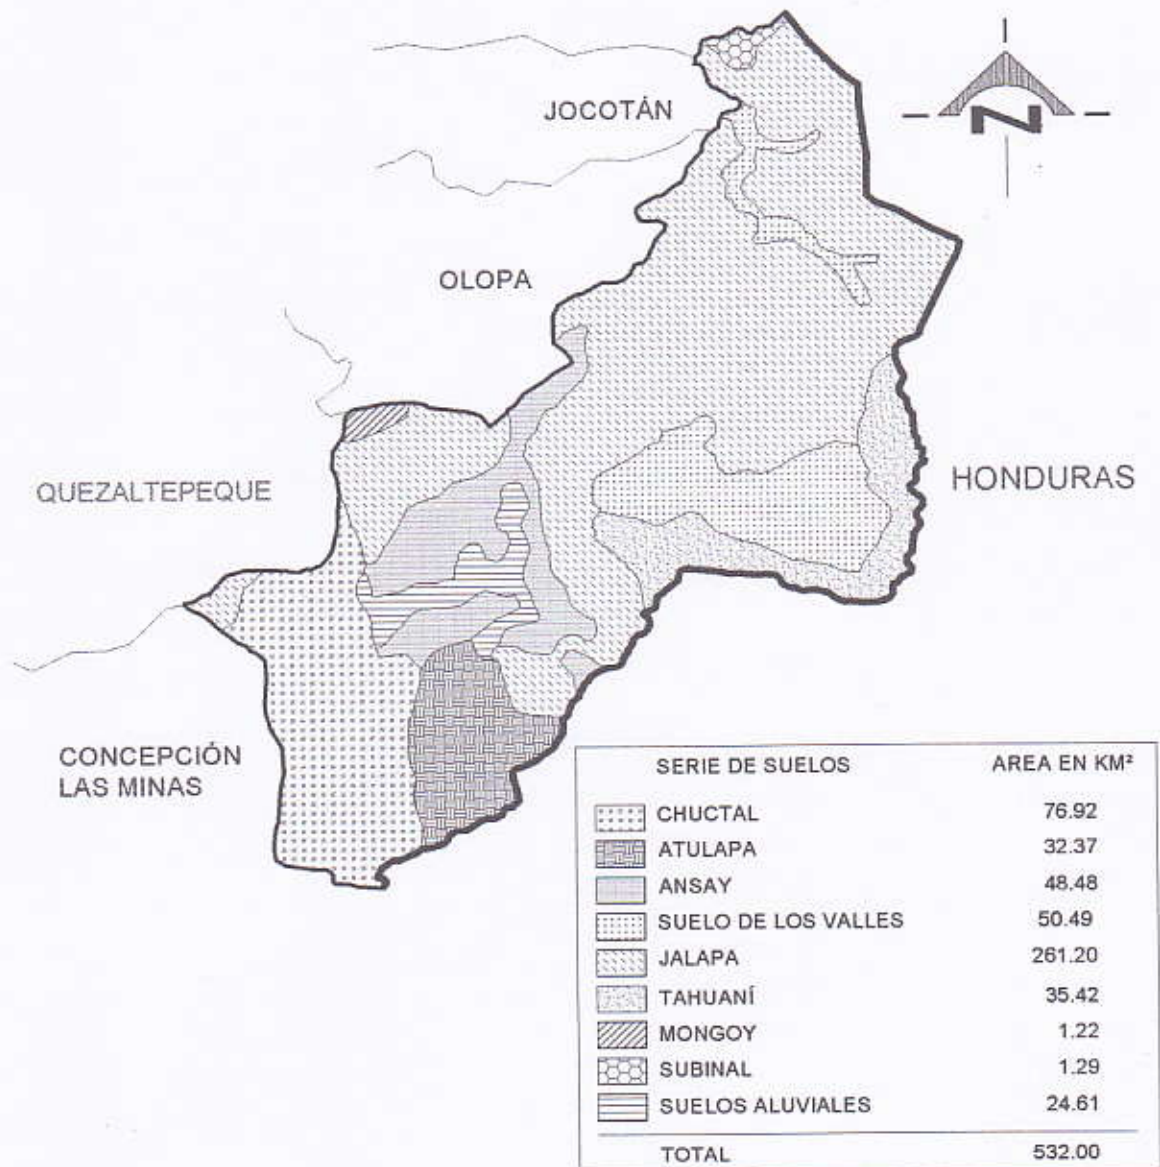 JOCOTÁN
N
OLOPA
QUEZALTEPEQUE
HONDURAS
CONCEPCIÓN
LAS MINAS
SERIE DE SUELOS AREA EN KM²
CHUCTAL 76.92
ATULAPA 32.37
ANSAY 48.48
SUELO DE LOS VALLES 50.49
JALAPA 261.20
TAHUANÍ 35.42
MONGOY 1.22
SUBINAL 1.29
SUELOS ALUVIALES 24.61
TOTAL 532.00